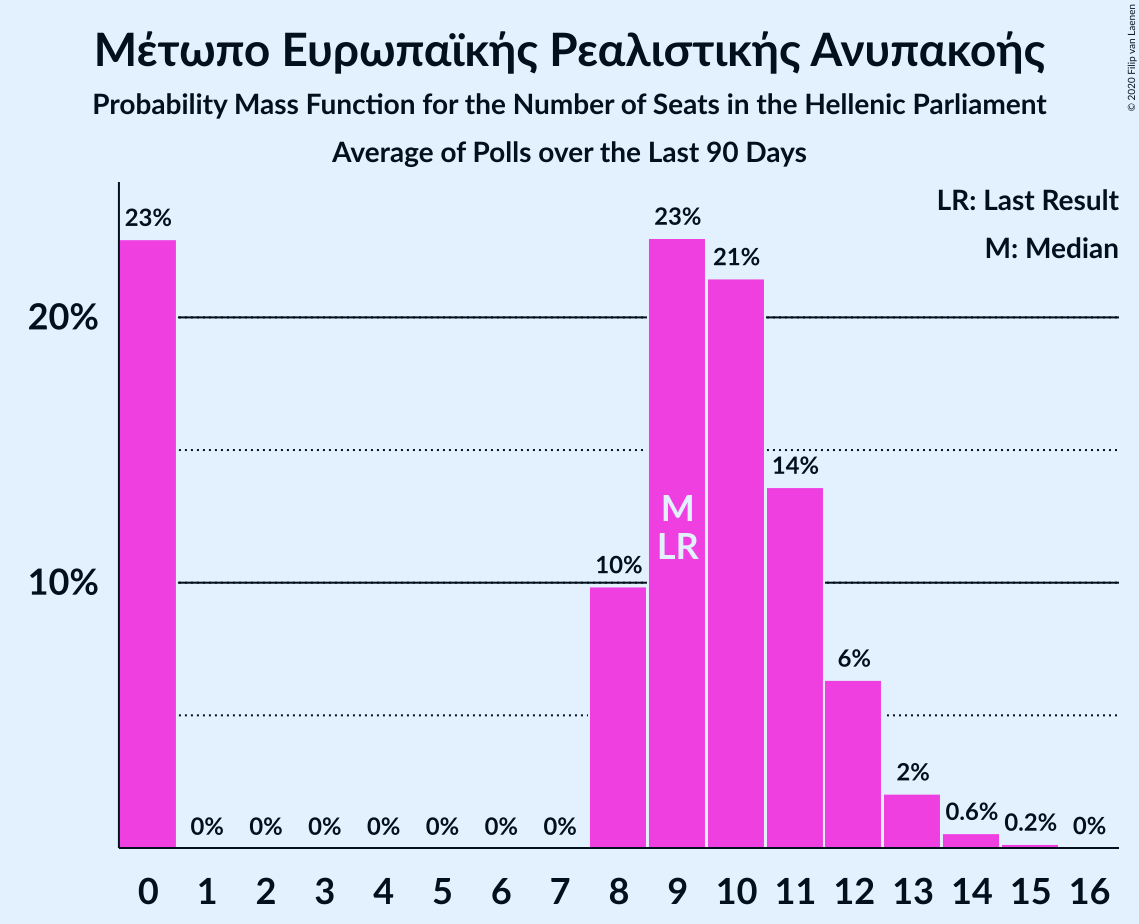 Μέτωπο Ευρωπαϊκής Ρεαλιστικής Ανυπακοής
Probability Mass Function for the Number of Seats in the Hellenic Parliament
Average of Polls over the Last 90 Days
© 2020 Filip van Laenen
LR: Last Result
M: Median
23%
0%
0%
0%
0%
0%
0%
0%
10%
23%
21%
14%
6%
2%
0.6%
0.2%
0%
M
LR
20%
10%
0 1 2 3 4 5 6 7 8 9 10 11 12 13 14 15 16